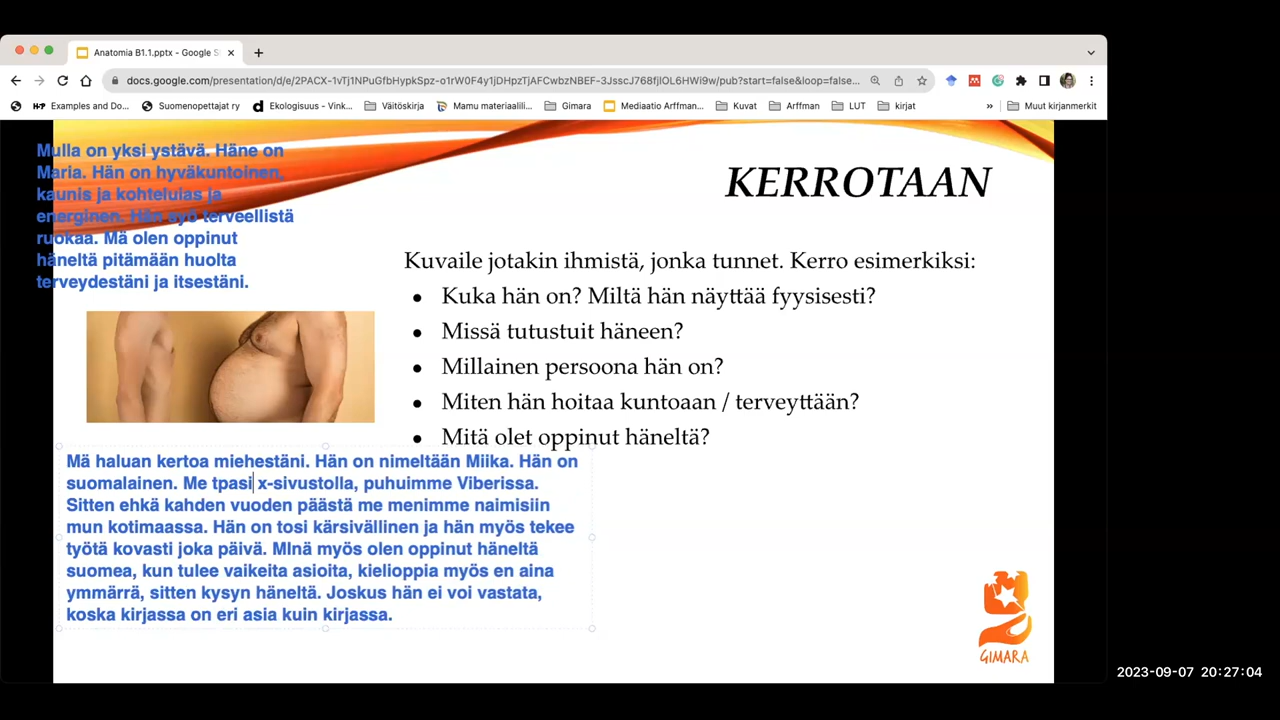 Anatomia B1.1.pptx - Google S
docs.google.com/presentation/d/e/2PACX-1vTj1NPuGfbHypkSpz-o1rW0F4y1jDHpzTjAFCwbzNBEF-3JsscJ768fjlOL6HWi9w/pub?start=false&loop=false...
Examples and Do...
Suomenopettajat ry
Ekologisuus - Vink...
Väitöskirja
Mamu materiaalili...
Gimara
Mediaatio Arffman...
Kuvat
Arffman
LUT
kirjat
»
Muut kirjanmerkit
Mulla on yksi ystävä. Häne on
Maria. Hän on hyväkuntoinen,
kaunis ja kohteluias ja
energinen. Hän syö terveellistä
ruokaa. Mä olen oppinut
häneltä pitämään huolta
terveydestäni ja itsestäni.
KERROTAAN
Kuvaile jotakin ihmistä, jonka tunnet. Kerro esimerkiksi:
• Kuka hän on? Miltä hän näyttää fyysisesti?
• Missä tutustuit häneen?
• Millainen persoona hän on?
• Miten hän hoitaa kuntoaan / terveyttään?
• Mitä olet oppinut häneltä?
Mä haluan kertoa miehestäni. Hän on nimeltään Miika. Hän on
suomalainen. Me tpasi x-sivustolla, puhuimme Viberissa.
Sitten ehkä kahden vuoden päästä me menimme naimisiin
mun kotimaassa. Hän on tosi kärsivällinen ja hän myös tekee
työtä kovasti joka päivä. MInä myös olen oppinut häneltä
suomea, kun tulee vaikeita asioita, kielioppia myös en aina
ymmärrä, sitten kysyn häneltä. Joskus hän ei voi vastata,
koska kirjassa on eri asia kuin kirjassa.
GIMARA
2023-09-07 20:27:04